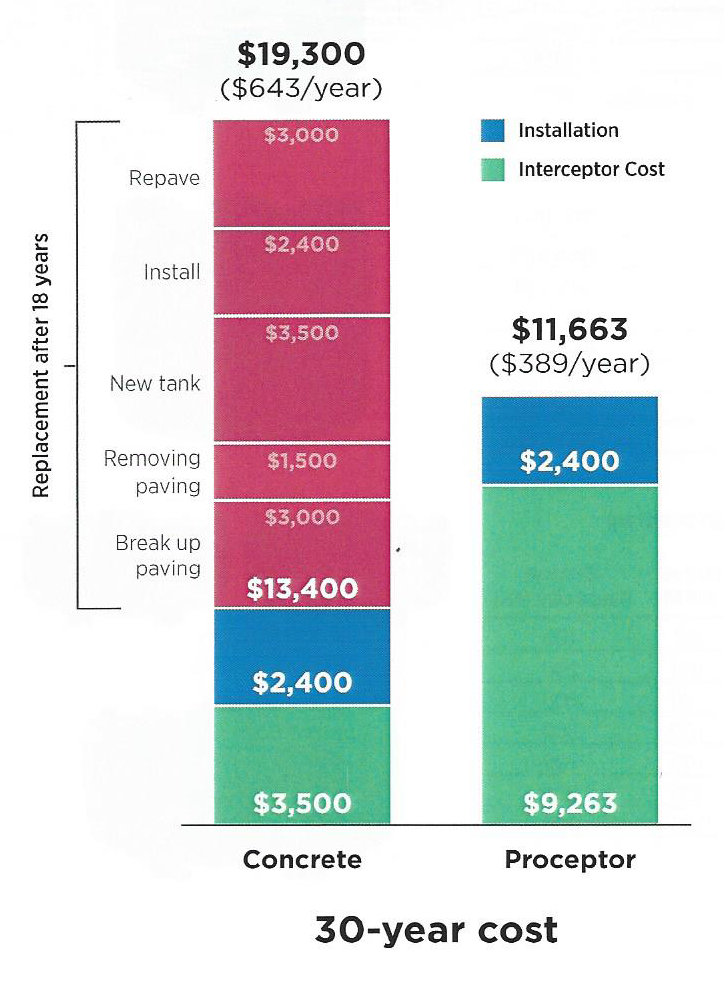 $19,300
($643/year)
$3,000
Repave
$2,400
Install
$3,500
New tank
Removing
paving
$1,500
$3,000
Break up
paving
$13,400
$2,400
$3,500
Concrete
Replacement after 18 years
Installation
Interceptor Cost
$11,663
($389/year)
$2,400
$9,263
Proceptor
30-year cost